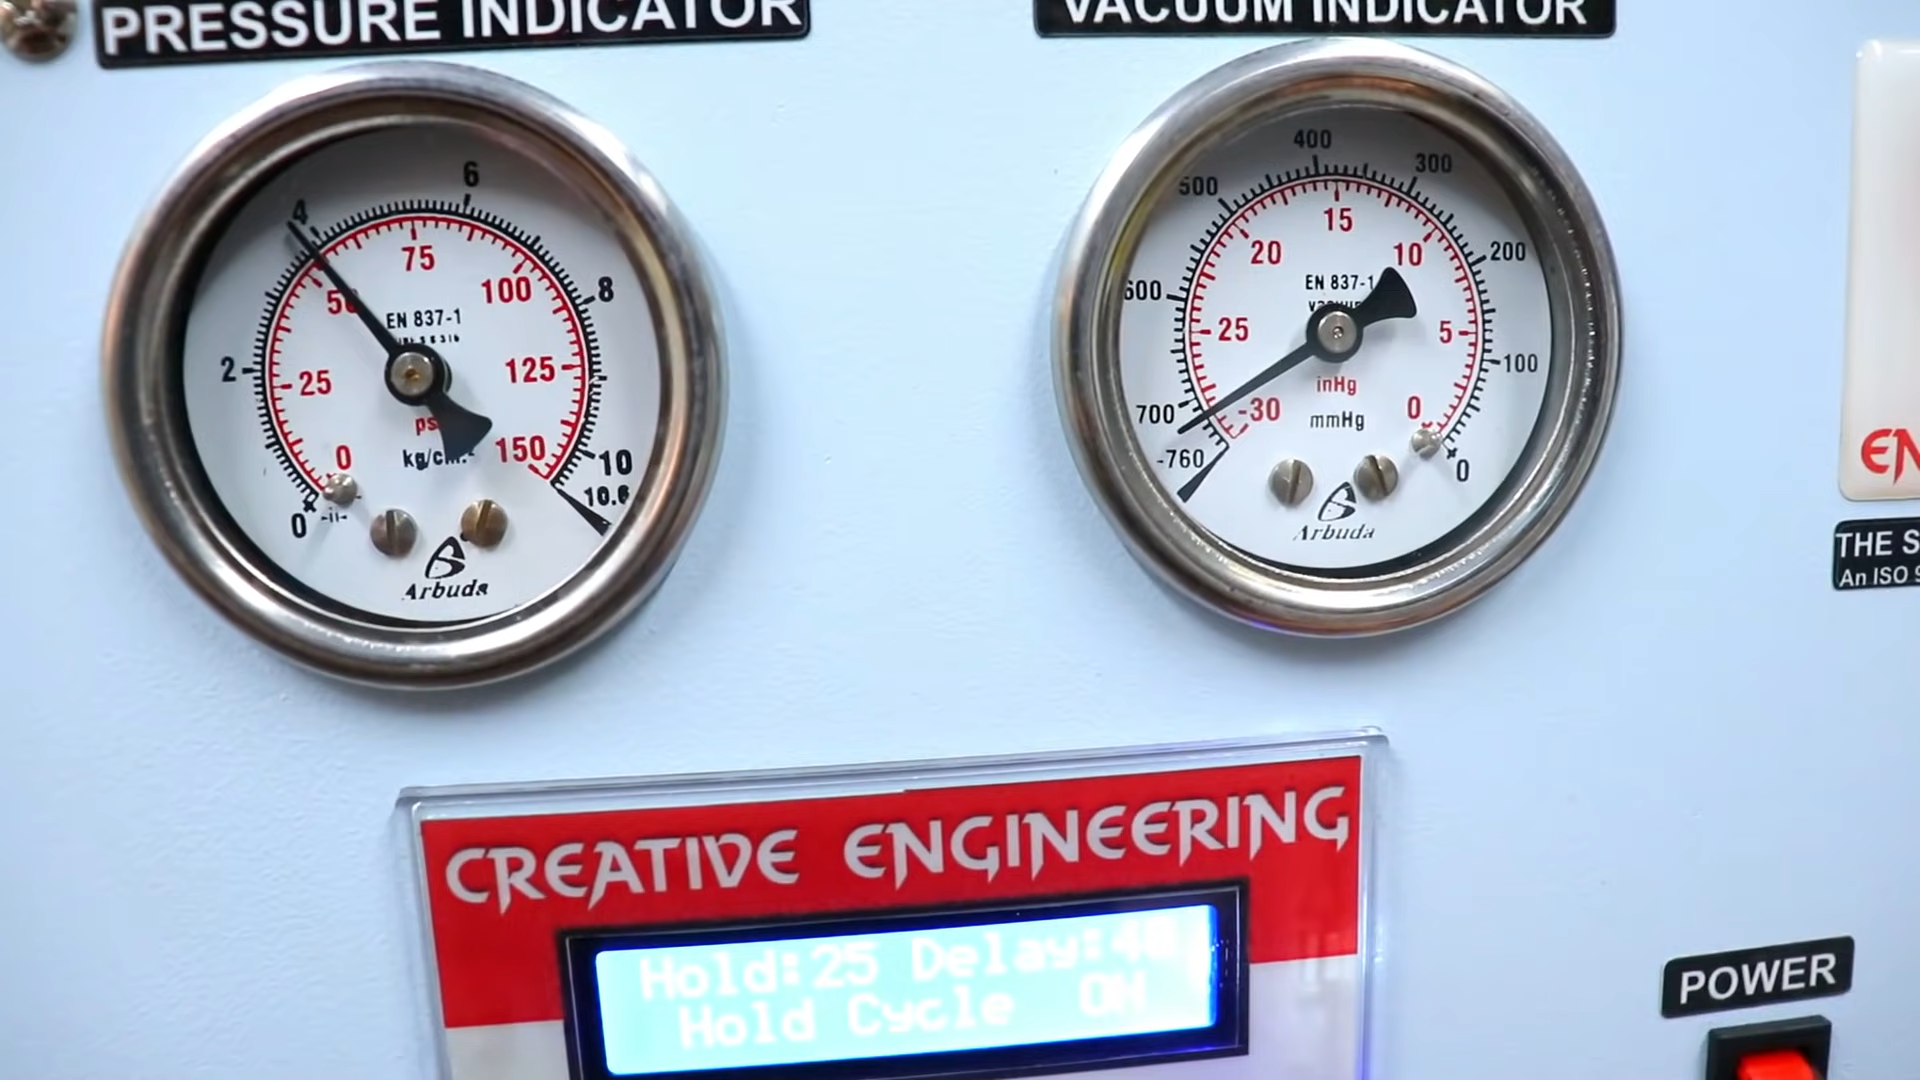 PRESSURE INDICATOR
VACUUM INDICATOR
0
2
4
6
8
10
10.6
0
25
50
75
100
125
150
EN 837-1
kg/cm²
Arbuda
-760
700
600
500
400
300
200
100
0
-30
25
20
15
10
5
0
EN 837-1
inHg
mmHg
Arbuda
EN
THE S
An ISO 9
CREATIVE ENGINEERING
Hold:25 Delay:40
Hold Cycle ON
POWER